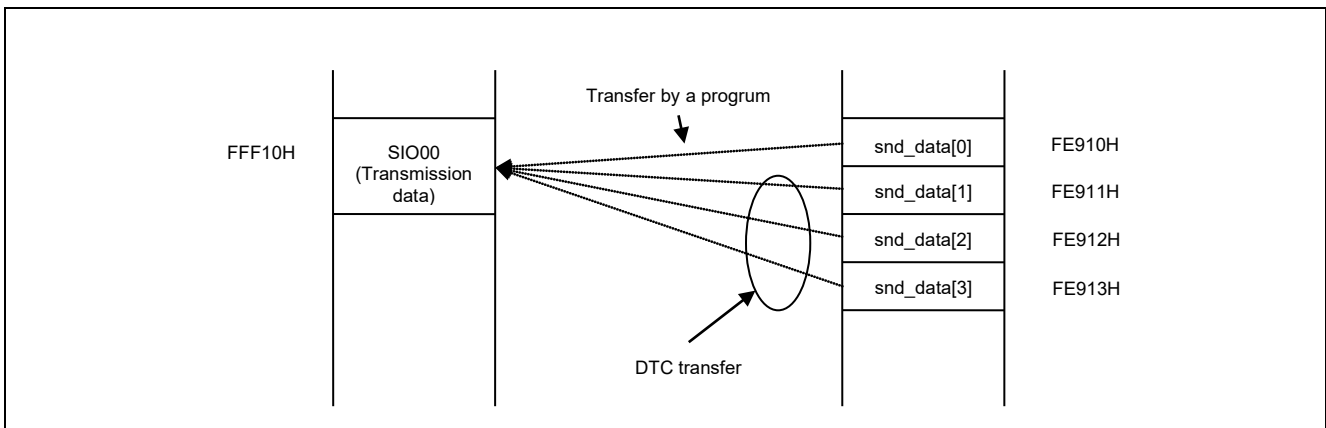 Transfer by a progrum
FFF10H
SIO00
(Transmission
data)
snd_data[0]
FE910H
snd_data[1]
FE911H
snd_data[2]
FE912H
snd_data[3]
FE913H
DTC transfer